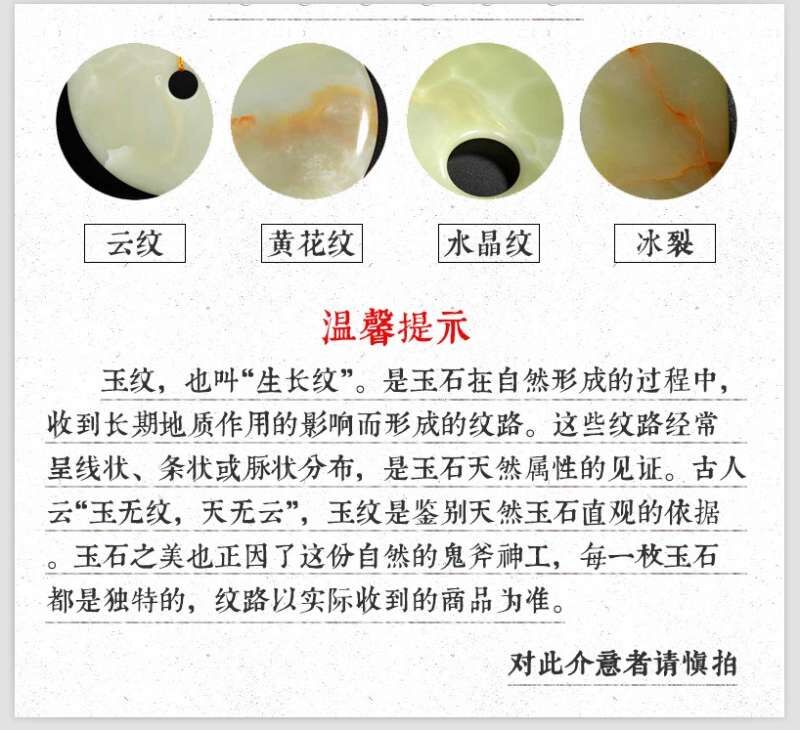 云纹
黄花纹
水晶纹
冰裂
温馨提示
玉纹，也叫“生长纹”。是玉石在自然形成的过程中，
收到长期地质作用的影响而形成的纹路。这些纹路经常
呈线状、条状或脉状分布，是玉石天然属性的见证。古人
云“玉无纹，天无云”，玉纹是鉴别天然玉石直观的依据
。玉石之美也正因了这份自然的鬼斧神工，每一枚玉石
都是独特的，纹路以实际收到的商品为准。
对此介意者请慎拍